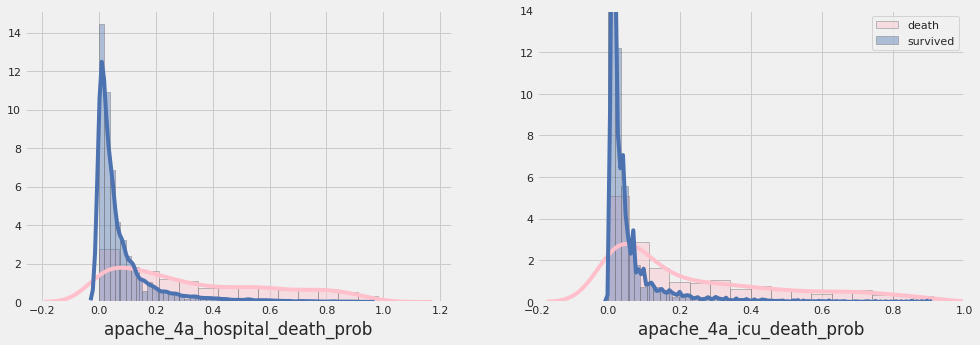 14
12
10
8
6
4
2
0
−0.2 0.0 0.2 0.4 0.6 0.8 1.0 1.2
apache_4a_hospital_death_prob
14
12
10
8
6
4
2
0
−0.2 0.0 0.2 0.4 0.6 0.8 1.0
apache_4a_icu_death_prob
death
survived